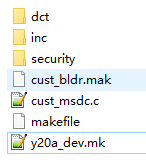 dct
inc
security
cust_bldr.mak
cust_msdc.c
makefile
y20a_dev.mk